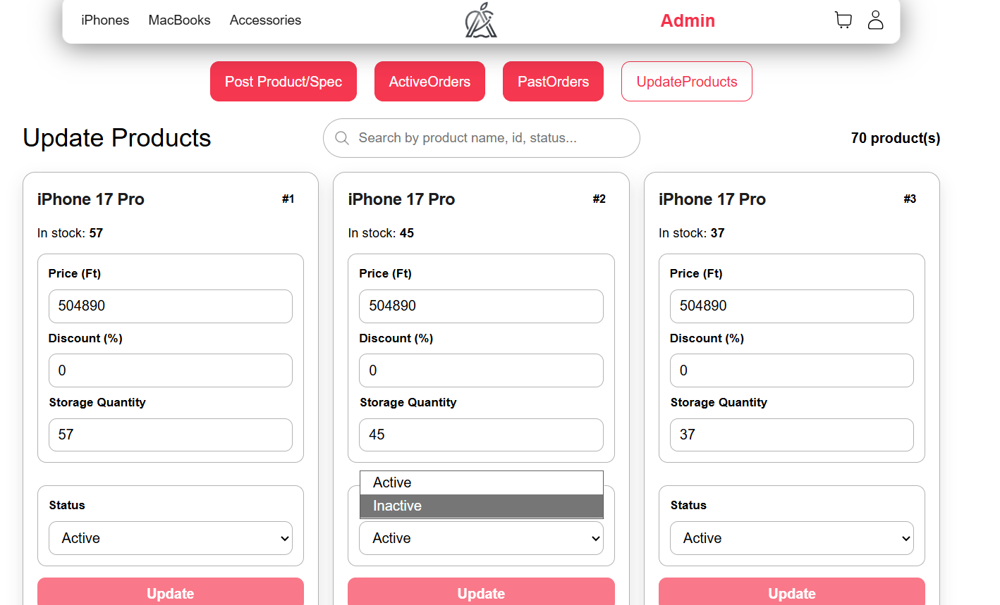 iPhones MacBooks Accessories Admin
Post Product/Spec ActiveOrders PastOrders UpdateProducts
Update Products Search by product name, id, status... 70 product(s)
iPhone 17 Pro #1
In stock: 57
Price (Ft)
504890
Discount (%)
0
Storage Quantity
57
Status
Active
Update
iPhone 17 Pro #2
In stock: 45
Price (Ft)
504890
Discount (%)
0
Storage Quantity
45
Active
Inactive
Active
Update
iPhone 17 Pro #3
In stock: 37
Price (Ft)
504890
Discount (%)
0
Storage Quantity
37
Status
Active
Update